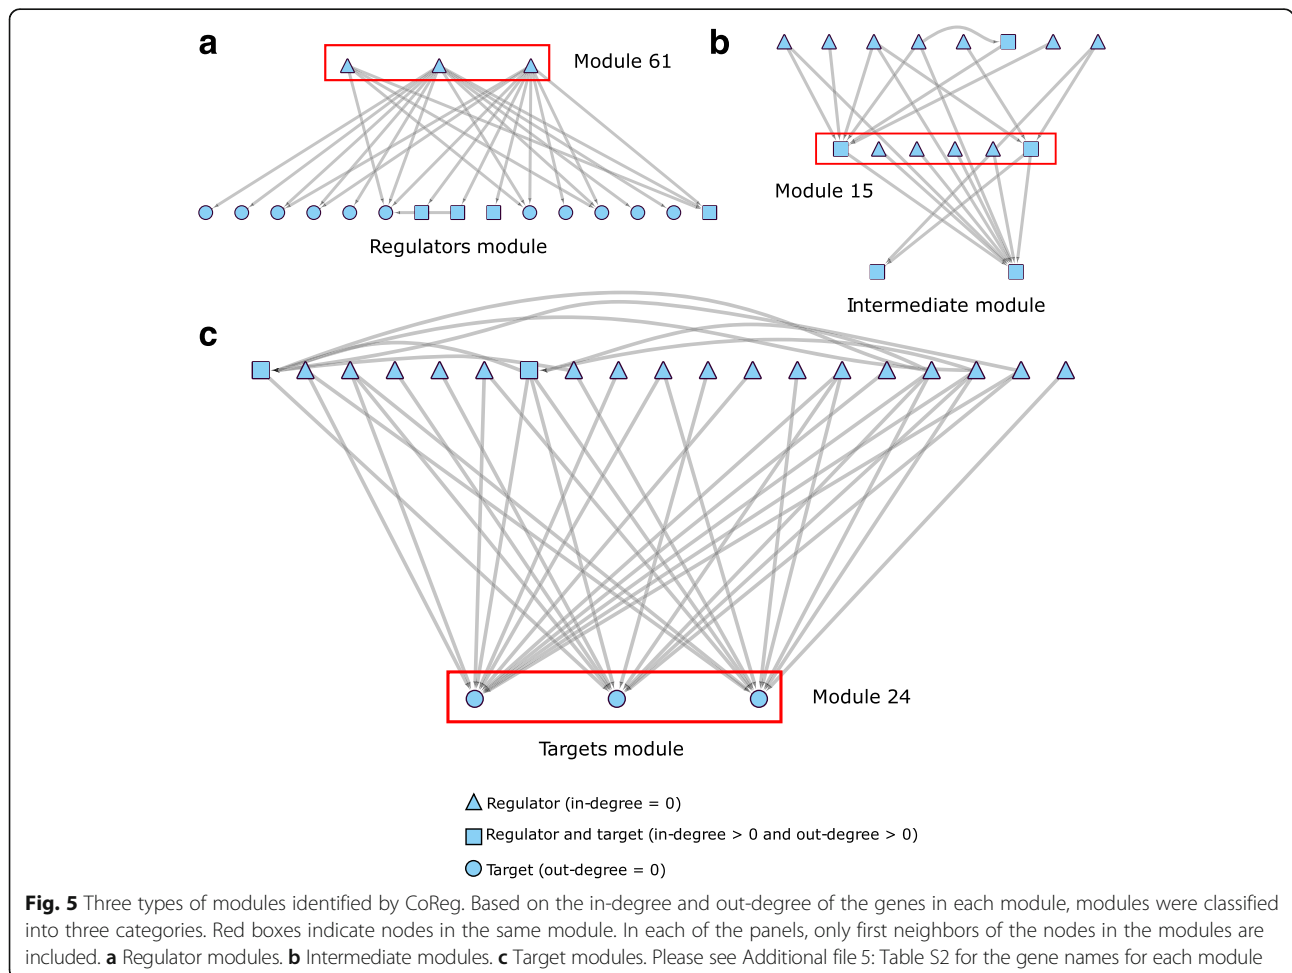 a
Module 61
Regulators module
b
Module 15
Intermediate module
c
Module 24
Targets module
Regulator (in-degree = 0)
Regulator and target (in-degree > 0 and out-degree > 0)
Target (out-degree = 0)
Fig. 5 Three types of modules identified by CoReg. Based on the in-degree and out-degree of the genes in each module, modules were classified
into three categories. Red boxes indicate nodes in the same module. In each of the panels, only first neighbors of the nodes in the modules are
included. a Regulator modules. b Intermediate modules. c Target modules. Please see Additional file 5: Table S2 for the gene names for each module